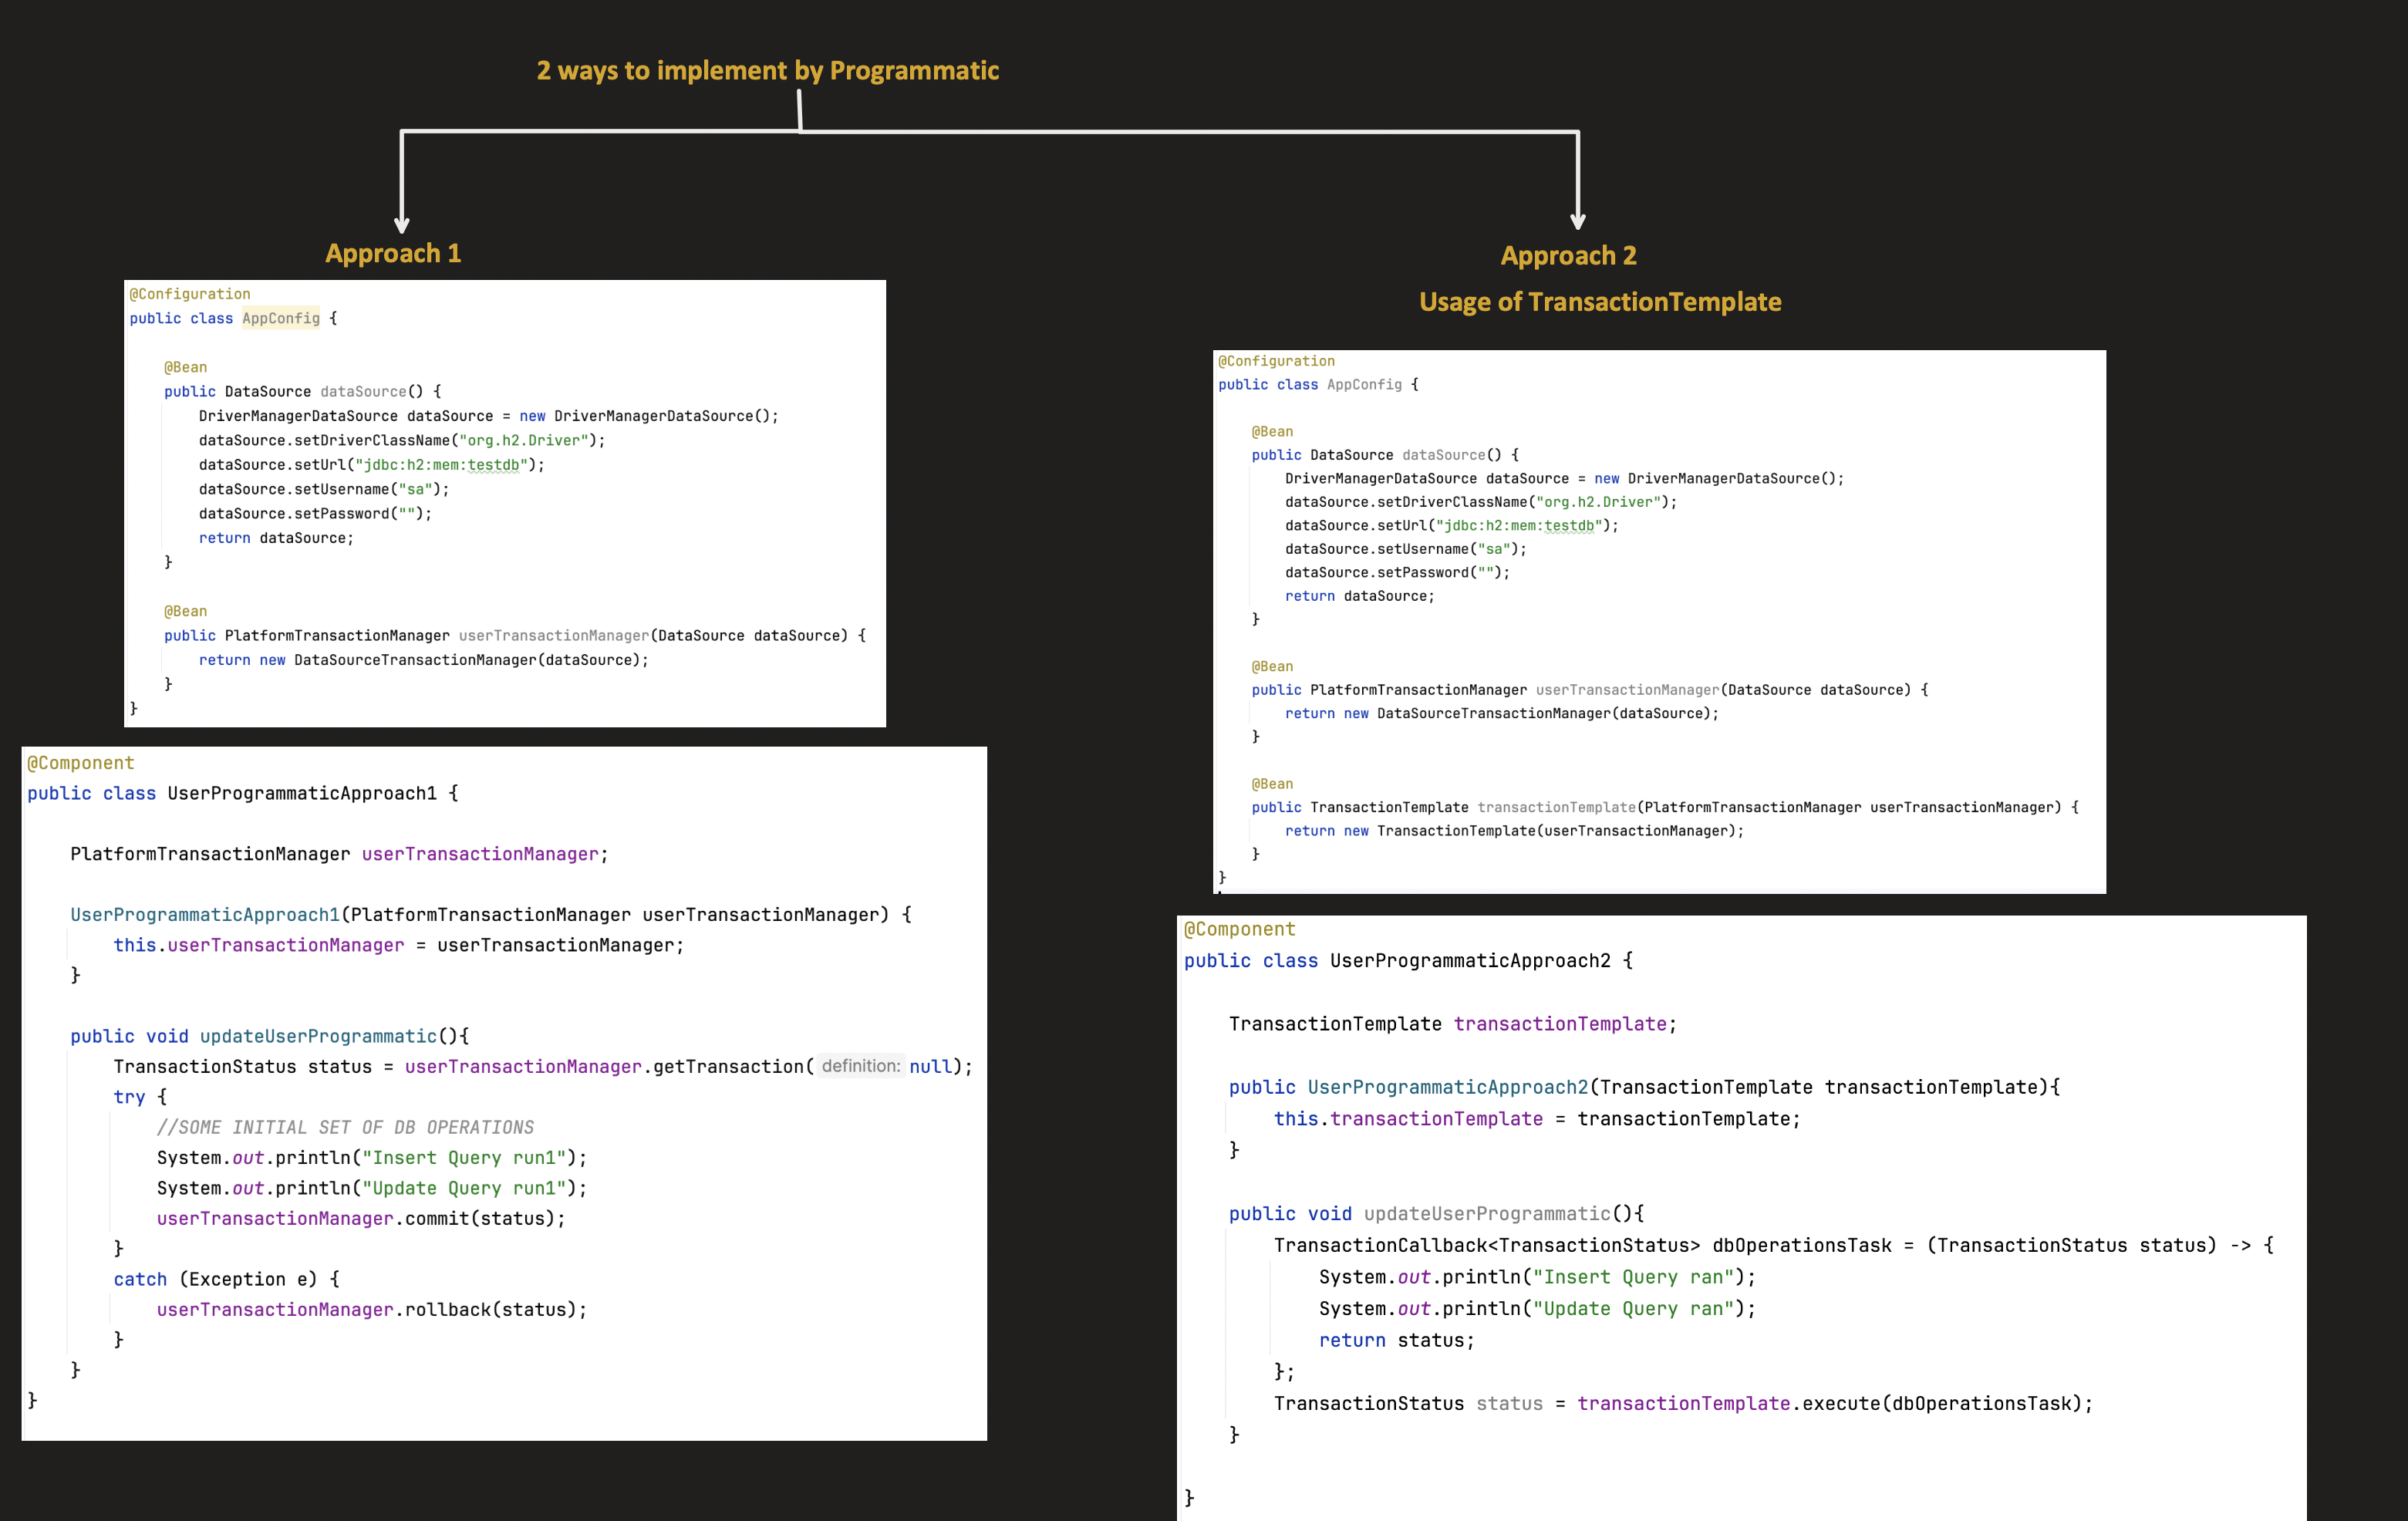 2 ways to implement by Programmatic
Approach 1
@Configuration
public class AppConfig {
@Bean
public DataSource dataSource() {
DriverManagerDataSource dataSource = new DriverManagerDataSource();
dataSource.setDriverClassName("org.h2.Driver");
dataSource.setUrl("jdbc:h2:mem:testdb");
dataSource.setUsername("sa");
dataSource.setPassword("");
return dataSource;
}
@Bean
public PlatformTransactionManager userTransactionManager(DataSource dataSource) {
return new DataSourceTransactionManager(dataSource);
}
}
@Component
public class UserProgrammaticApproach1 {
PlatformTransactionManager userTransactionManager;
UserProgrammaticApproach1(PlatformTransactionManager userTransactionManager) {
this.userTransactionManager = userTransactionManager;
}
public void updateUserProgrammatic(){
TransactionStatus status = userTransactionManager.getTransaction( definition: null);
try {
//SOME INITIAL SET OF DB OPERATIONS
System.out.println("Insert Query run1");
System.out.println("Update Query run1");
userTransactionManager.commit(status);
}
catch (Exception e) {
userTransactionManager.rollback(status);
}
}
}
Approach 2
Usage of TransactionTemplate
@Configuration
public class AppConfig {
@Bean
public DataSource dataSource() {
DriverManagerDataSource dataSource = new DriverManagerDataSource();
dataSource.setDriverClassName("org.h2.Driver");
dataSource.setUrl("jdbc:h2:mem:testdb");
dataSource.setUsername("sa");
dataSource.setPassword("");
return dataSource;
}
@Bean
public PlatformTransactionManager userTransactionManager(DataSource dataSource) {
return new DataSourceTransactionManager(dataSource);
}
@Bean
public TransactionTemplate transactionTemplate(PlatformTransactionManager userTransactionManager) {
return new TransactionTemplate(userTransactionManager);
}
}
@Component
public class UserProgrammaticApproach2 {
TransactionTemplate transactionTemplate;
public UserProgrammaticApproach2(TransactionTemplate transactionTemplate){
this.transactionTemplate = transactionTemplate;
}
public void updateUserProgrammatic(){
TransactionCallback<TransactionStatus> dbOperationsTask = (TransactionStatus status) -> {
System.out.println("Insert Query ran");
System.out.println("Update Query ran");
return status;
};
TransactionStatus status = transactionTemplate.execute(dbOperationsTask);
}
}